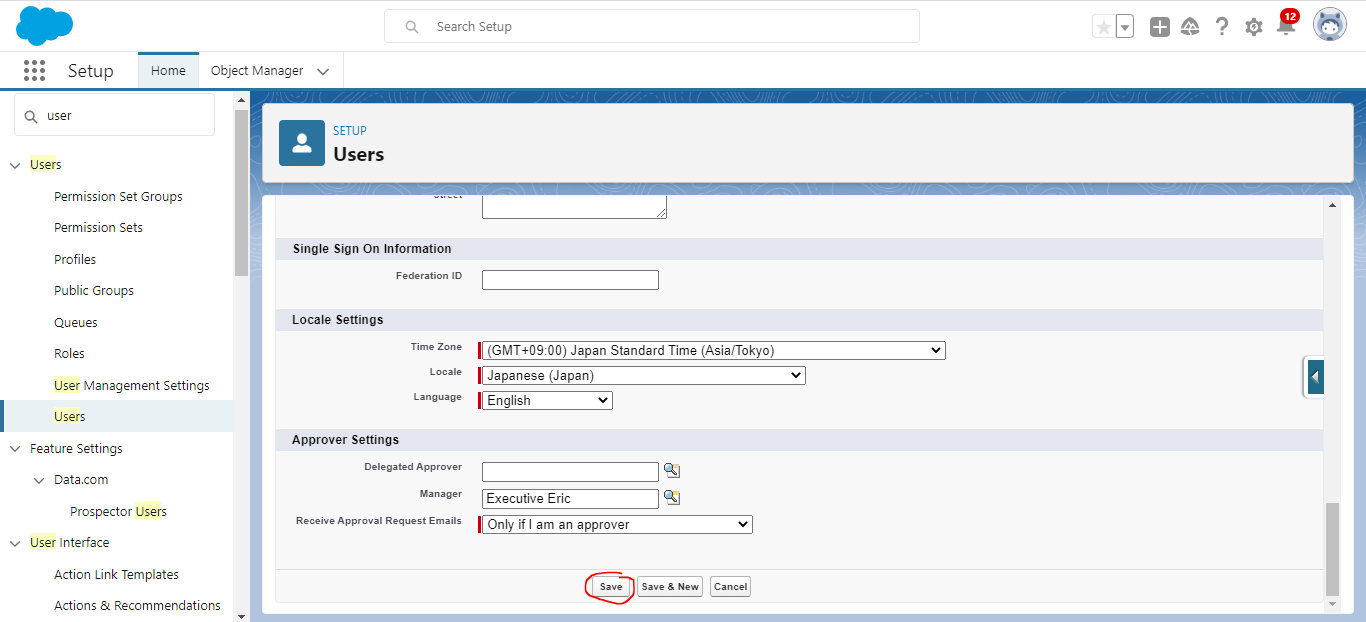 Search Setup
12
Setup
Home
Object Manager
user
Users
Permission Set Groups
Permission Sets
Profiles
Public Groups
Queues
Roles
User Management Settings
Users
Feature Settings
Data.com
Prospector Users
User Interface
Action Link Templates
Actions & Recommendations
SETUP
Users
Street
Single Sign On Information
Federation ID
Locale Settings
Time Zone (GMT+09:00) Japan Standard Time (Asia/Tokyo)
Locale Japanese (Japan)
Language English
Approver Settings
Delegated Approver
Manager Executive Eric
Receive Approval Request Emails Only if I am an approver
Save Save & New Cancel